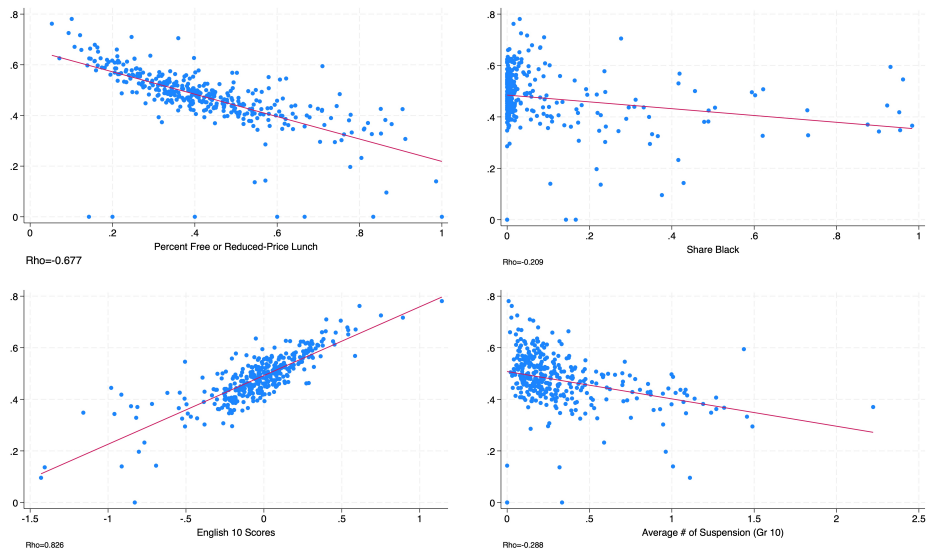 .8
.6
.4
.2
0
0 .2 .4 .6 .8 1
Percent Free or Reduced-Price Lunch
Rho=-0.677
.8
.6
.4
.2
0
0 .2 .4 .6 .8 1
Share Black
Rho=-0.209
.8
.6
.4
.2
0
-1.5 -1 -.5 0 .5 1
English 10 Scores
Rho=0.826
.8
.6
.4
.2
0
0 .5 1 1.5 2 2.5
Average # of Suspension (Gr 10)
Rho=-0.288